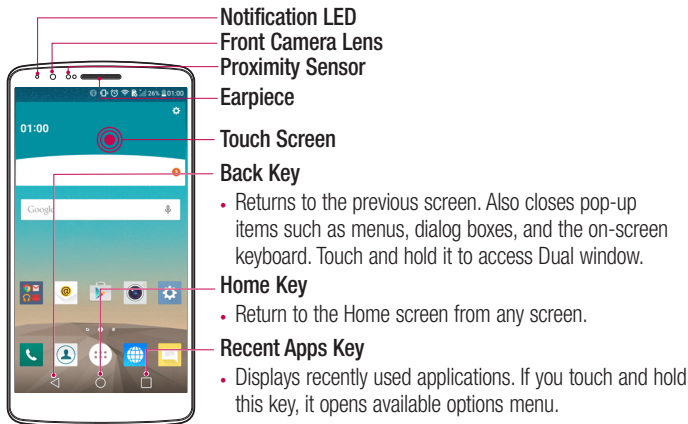 Notification LED
Front Camera Lens
Proximity Sensor
Earpiece
26% 01:00
01:00
Touch Screen
Back Key
• Returns to the previous screen. Also closes pop-up
items such as menus, dialog boxes, and the on-screen
keyboard. Touch and hold it to access Dual window.
Google
Home Key
• Return to the Home screen from any screen.
Recent Apps Key
• Displays recently used applications. If you touch and hold
this key, it opens available options menu.